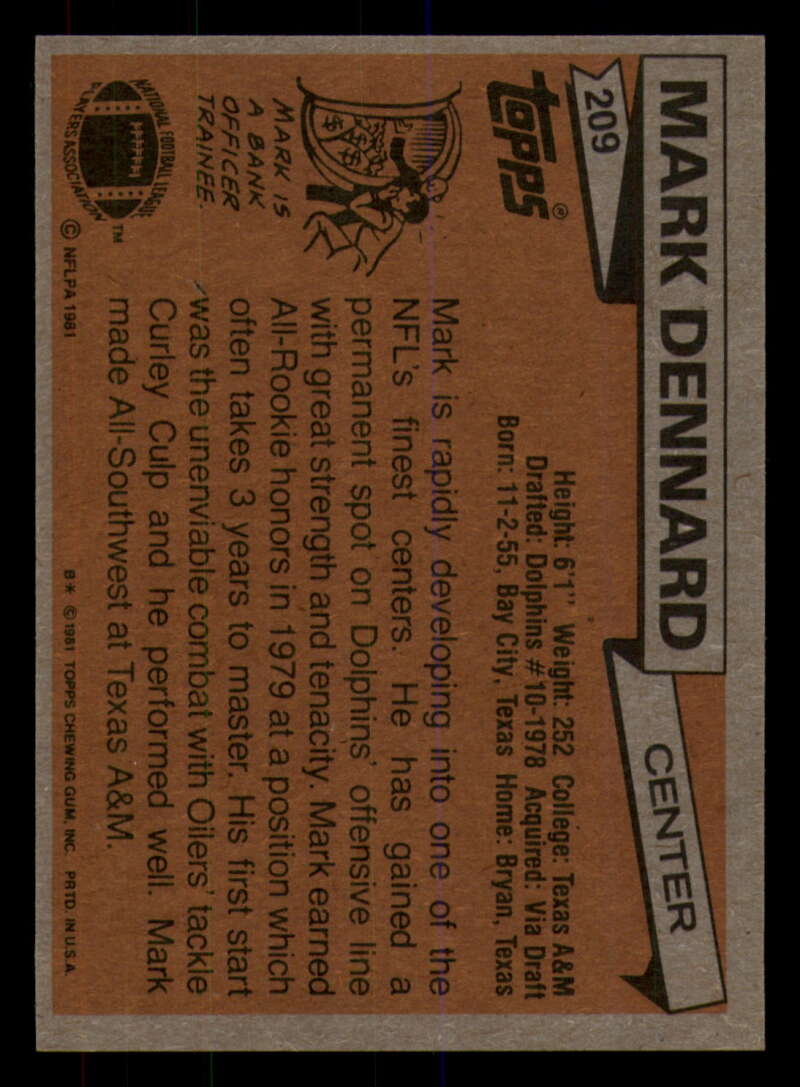 MARK DENNARD
CENTER
209
TOPPS®
Height: 6'1" Weight: 252 College: Texas A&M
Drafted: Dolphins #10-1978 Acquired: Via Draft
Born: 11-2-55, Bay City, Texas Home: Bryan, Texas
Mark is rapidly developing into one of the
NFL's finest centers. He has gained a
permanent spot on Dolphins' offensive line
with great strength and tenacity. Mark earned
All-Rookie honors in 1979 at a position which
often takes 3 years to master. His first start
was the unenviable combat with Oilers' tackle
Curley Culp and he performed well. Mark
made All-Southwest at Texas A&M.
MARK IS
A BANK
OFFICER
TRAINEE.
$ $ $
NATIONAL FOOTBALL LEAGUE
PLAYERS ASSOCIATION
TM
© NFLPA 1981
B* © 1981 TOPPS CHEWING GUM, INC. PRTD. IN U.S.A.